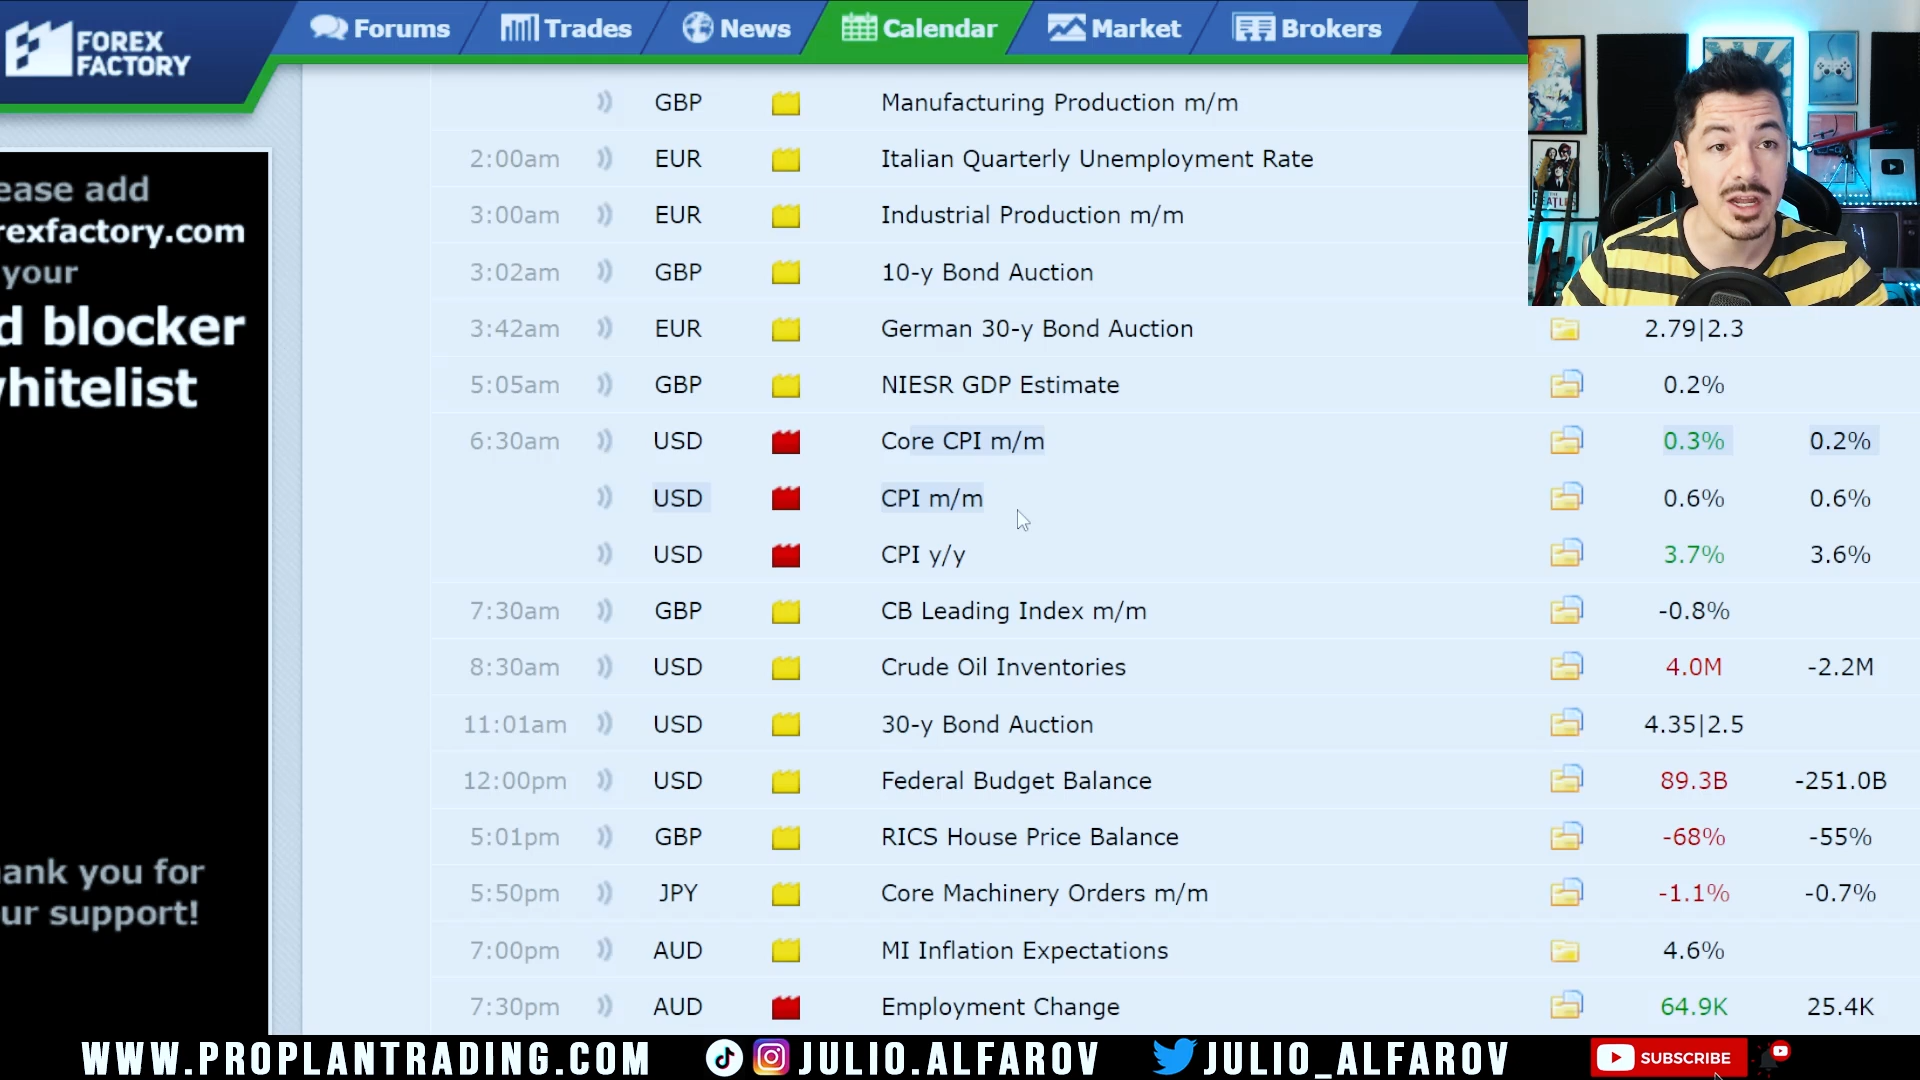 FOREX
FACTORY
Forums
Trades
News
Calendar
Market
Brokers
ease add
rexfactory.com
your
d blocker
whitelist
ank you for
ur support!
GBP Manufacturing Production m/m
2:00am EUR Italian Quarterly Unemployment Rate
3:00am EUR Industrial Production m/m
3:02am GBP 10-y Bond Auction
3:42am EUR German 30-y Bond Auction 2.79|2.3
5:05am GBP NIESR GDP Estimate 0.2%
6:30am USD Core CPI m/m 0.3% 0.2%
USD CPI m/m 0.6% 0.6%
USD CPI y/y 3.7% 3.6%
7:30am GBP CB Leading Index m/m -0.8%
8:30am USD Crude Oil Inventories 4.0M -2.2M
11:01am USD 30-y Bond Auction 4.35|2.5
12:00pm USD Federal Budget Balance 89.3B -251.0B
5:01pm GBP RICS House Price Balance -68% -55%
5:50pm JPY Core Machinery Orders m/m -1.1% -0.7%
7:00pm AUD MI Inflation Expectations 4.6%
7:30pm AUD Employment Change 64.9K 25.4K
BEATLES
WWW.PROPLANTRADING.COM JULIO.ALFAROV JULIO_ALFAROV SUBSCRIBE